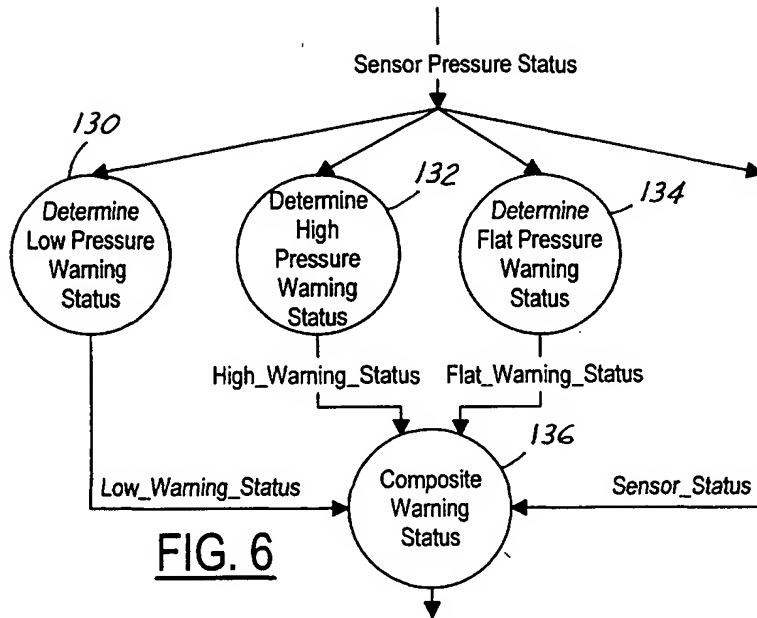 Sensor Pressure Status
130
Determine
Low Pressure
Warning
Status
132
Determine
High
Pressure
Warning
Status
134
Determine
Flat Pressure
Warning
Status
High_Warning_Status
Flat_Warning_Status
136
Composite
Warning
Status
Low_Warning_Status
Sensor_Status
FIG. 6